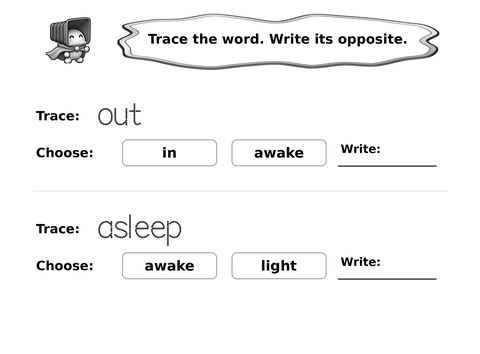 Trace the word. Write its opposite.
Trace: out
Choose: in awake Write:
Trace: asleep
Choose: awake light Write: